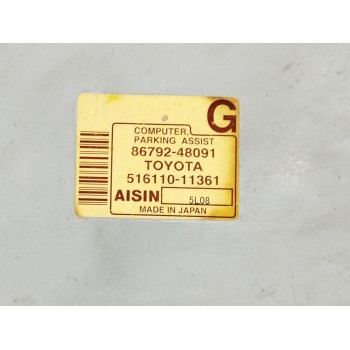 G
COMPUTER,
PARKING ASSIST
86792-48091
TOYOTA
516110-11361
AISIN 5L08
MADE IN JAPAN